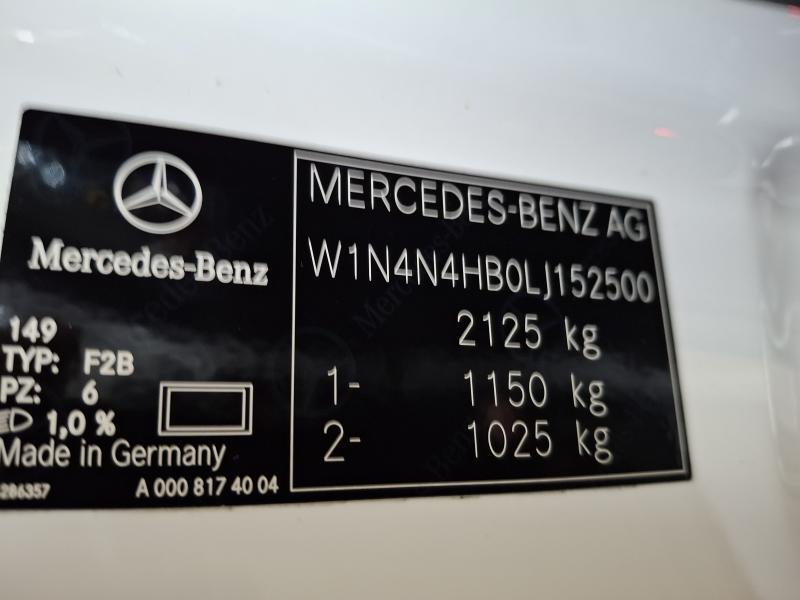 Mercedes-Benz
149
TYP: F2B
PZ: 6
1,0 %
Made in Germany
286357 A 000 817 40 04
MERCEDES-BENZ AG
W1N4N4HB0LJ152500
2125 kg
1- 1150 kg
2- 1025 kg